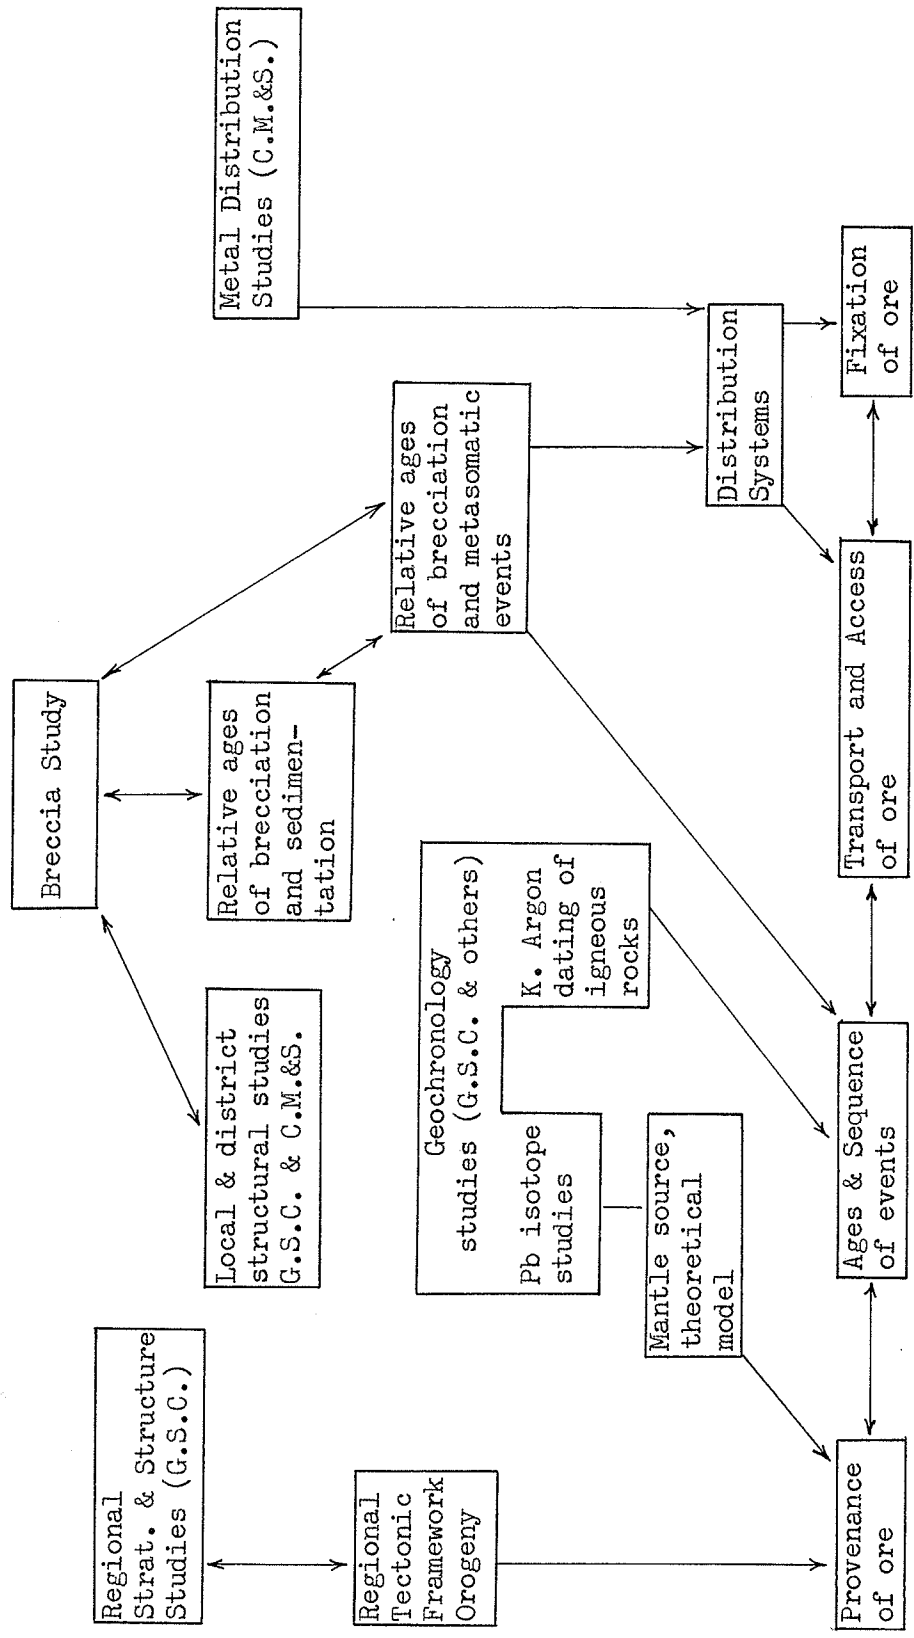 Breccia Study
Regional
Strat. & Structure
Studies (G.S.C.)
Local & district
structural studies
G.S.C. & C.M.&S.
Relative ages
of brecciation
and sedimen-
tation
Metal Distribution
Studies (C.M.&S.)
Regional
Tectonic
Framework
Orogeny
Geochronology
studies (G.S.C. & others)
Pb isotope
studies
K. Argon
dating of
igneous
rocks
Relative ages
of brecciation
and metasomatic
events
Mantle source,
theoretical
model
Distribution
Systems
Provenance
of ore
Ages & Sequence
of events
Transport and Access
of ore
Fixation
of ore